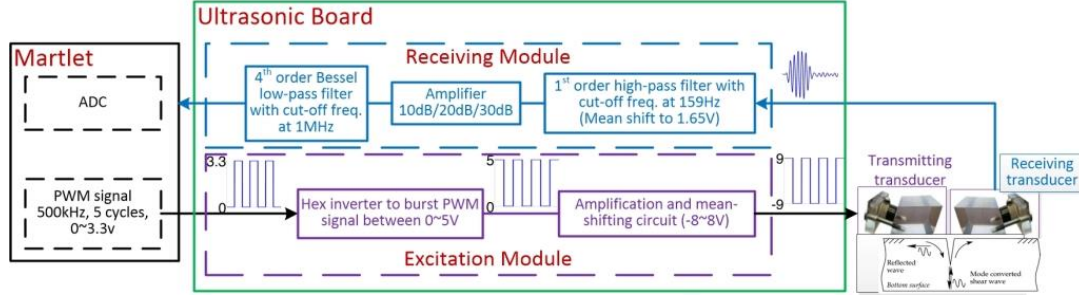 Ultrasonic Board
Martlet
ADC
PWM signal
500kHz, 5 cycles,
0~3.3v
Receiving Module
4th order Bessel
low-pass filter
with cut-off freq.
at 1MHz
Amplifier
10dB/20dB/30dB
1st order high-pass filter with
cut-off freq. at 159Hz
(Mean shift to 1.65V)
3.3
0
Hex inverter to burst PWM
signal between 0~5V
5
0
Amplification and mean-
shifting circuit (-8~8V)
9
-9
Excitation Module
Transmitting
transducer
Receiving
transducer
Reflected
wave
Bottom surface
Mode converted
shear wave